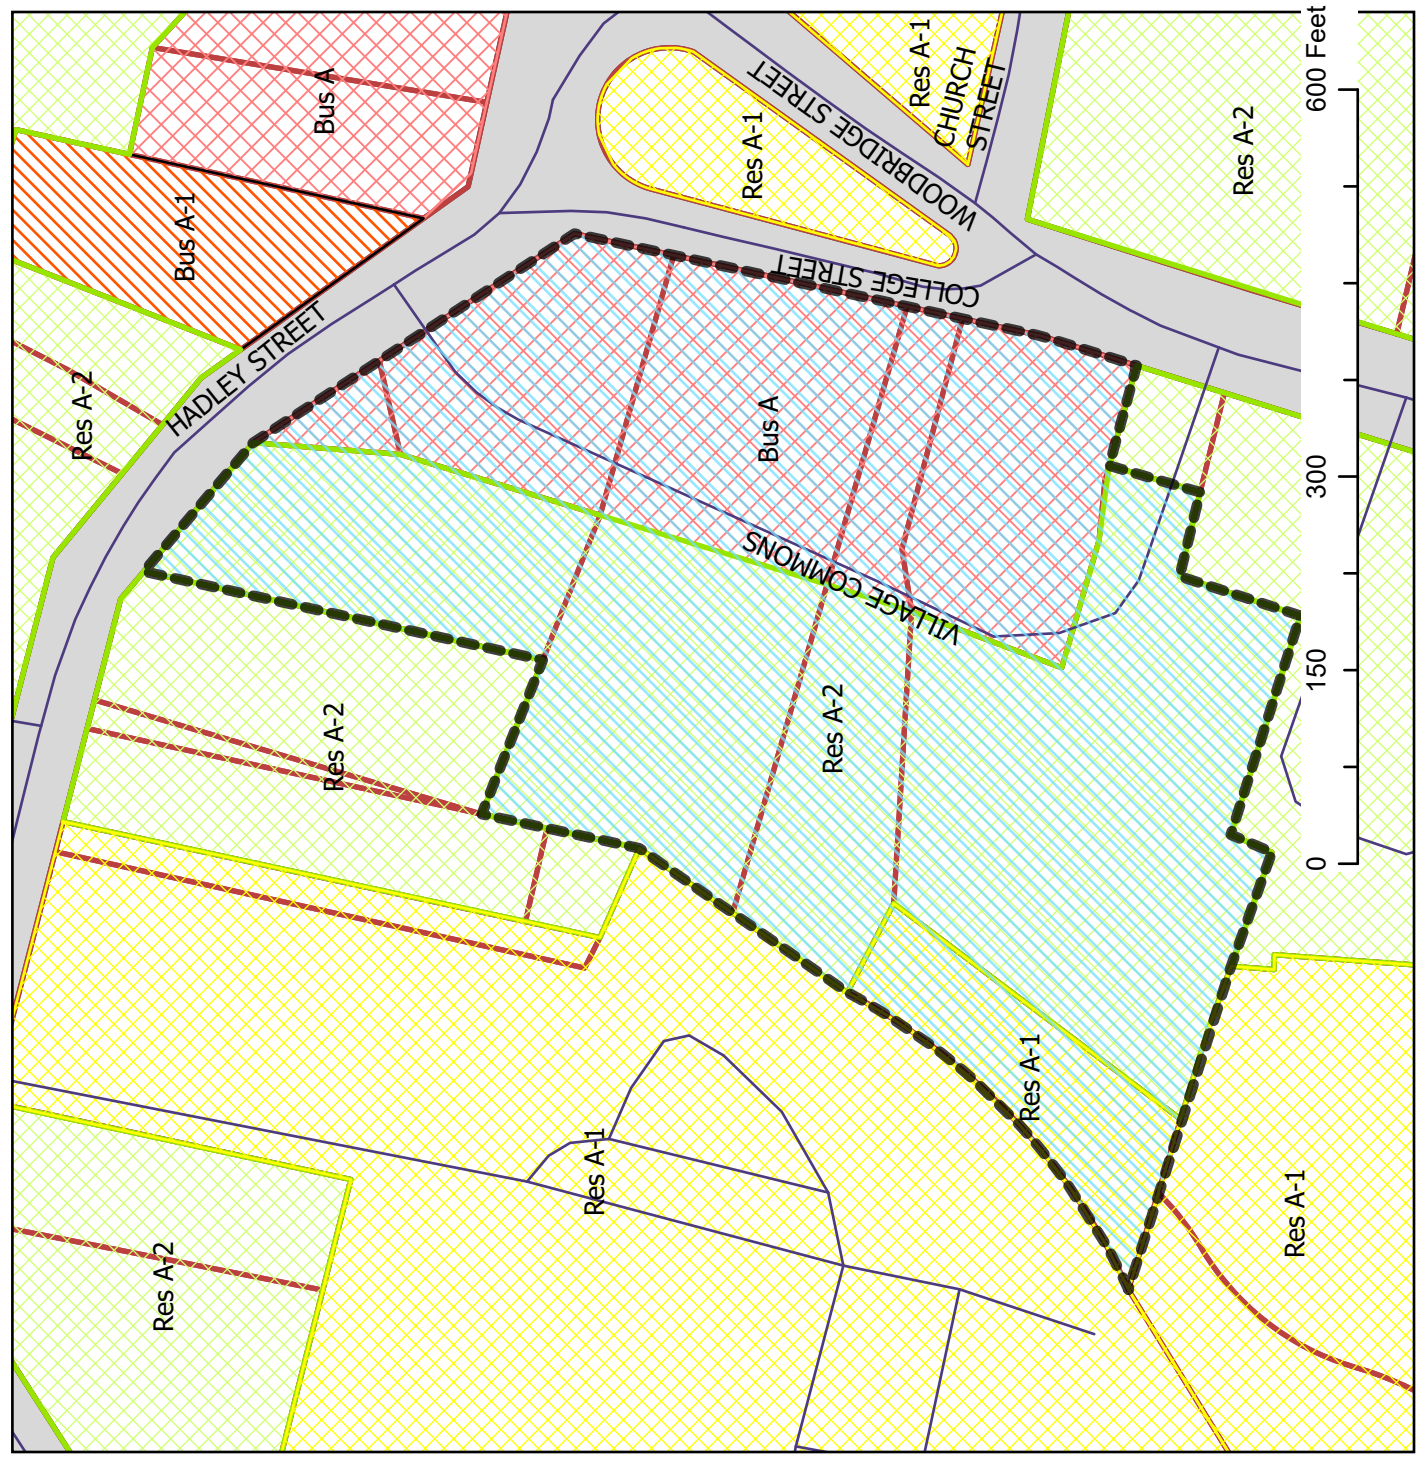 Bus A
Bus A-1
HADLEY STREET
Res A-2
Res A-1
WOODBRIDGE STREET
Res A-1
CHURCH
STREET
Res A-2
COLLEGE STREET
Bus A
VILLAGE COMMONS
Res A-2
Res A-2
Res A-1
Res A-1
Res A-2
Res A-1
0
150
300
600 Feet